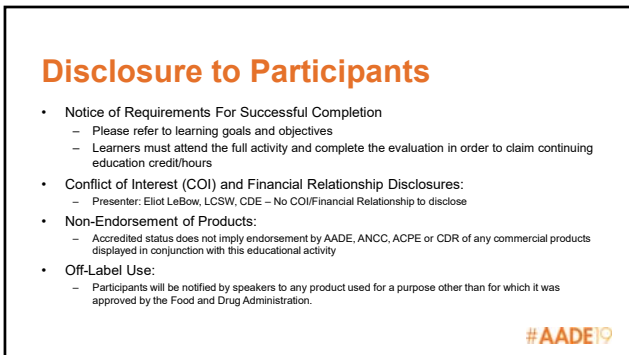 Disclosure to Participants
• Notice of Requirements For Successful Completion
– Please refer to learning goals and objectives
– Learners must attend the full activity and complete the evaluation in order to claim continuing
education credit/hours
• Conflict of Interest (COI) and Financial Relationship Disclosures:
– Presenter: Eliot LeBow, LCSW, CDE – No COI/Financial Relationship to disclose
• Non-Endorsement of Products:
– Accredited status does not imply endorsement by AADE, ANCC, ACPE or CDR of any commercial products
displayed in conjunction with this educational activity
• Off-Label Use:
– Participants will be notified by speakers to any product used for a purpose other than for which it was
approved by the Food and Drug Administration.
#AADE19